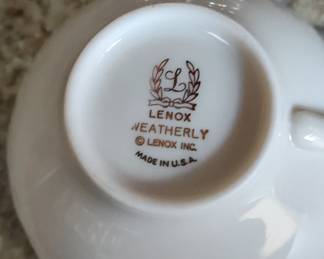 L
LENOX
WEATHERLY
© LENOX INC.
MADE IN U.S.A.